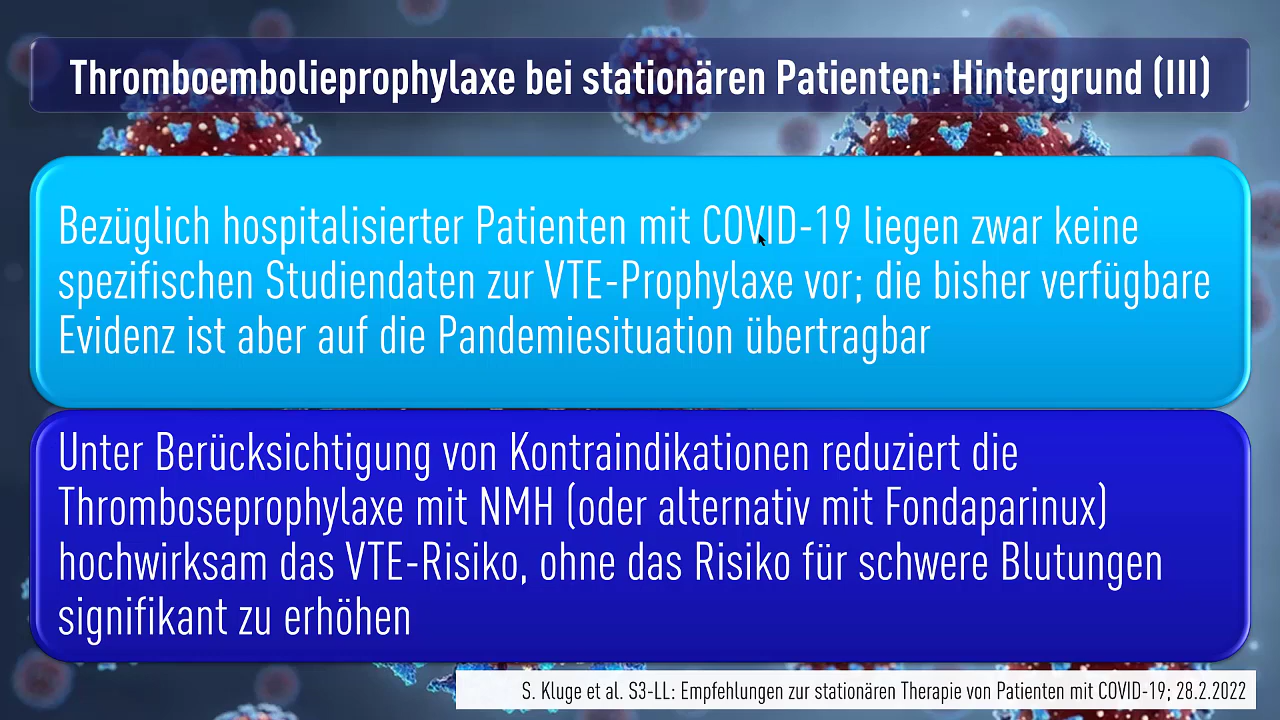 Thromboembolieprophylaxe bei stationären Patienten: Hintergrund (III)
Bezüglich hospitalisierter Patienten mit COVID-19 liegen zwar keine
spezifischen Studiendaten zur VTE-Prophylaxe vor; die bisher verfügbare
Evidenz ist aber auf die Pandemiesituation übertragbar
Unter Berücksichtigung von Kontraindikationen reduziert die
Thromboseprophylaxe mit NMH (oder alternativ mit Fondaparinux)
hochwirksam das VTE-Risiko, ohne das Risiko für schwere Blutungen
signifikant zu erhöhen
S. Kluge et al. S3-LL: Empfehlungen zur stationären Therapie von Patienten mit COVID-19; 28.2.2022